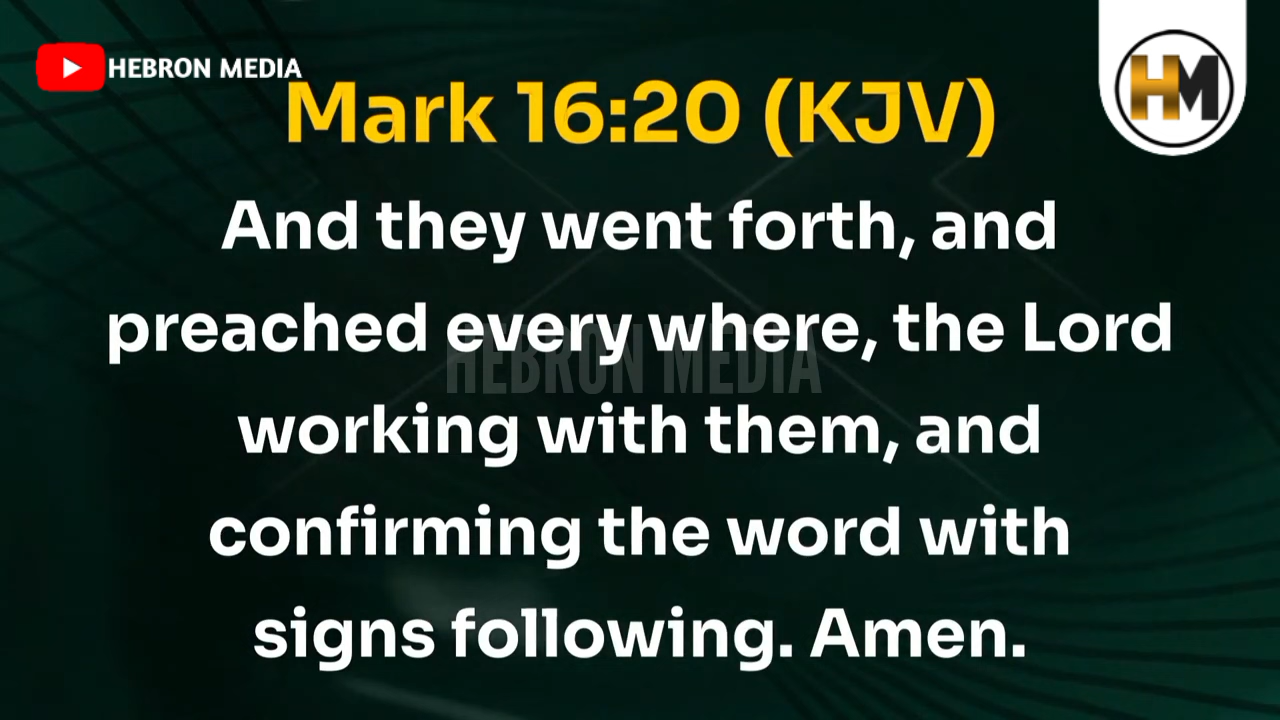 HEBRON MEDIA
HM
Mark 16:20 (KJV)
And they went forth, and
preached every where, the Lord
HEBRON MEDIA
working with them, and
confirming the word with
signs following. Amen.